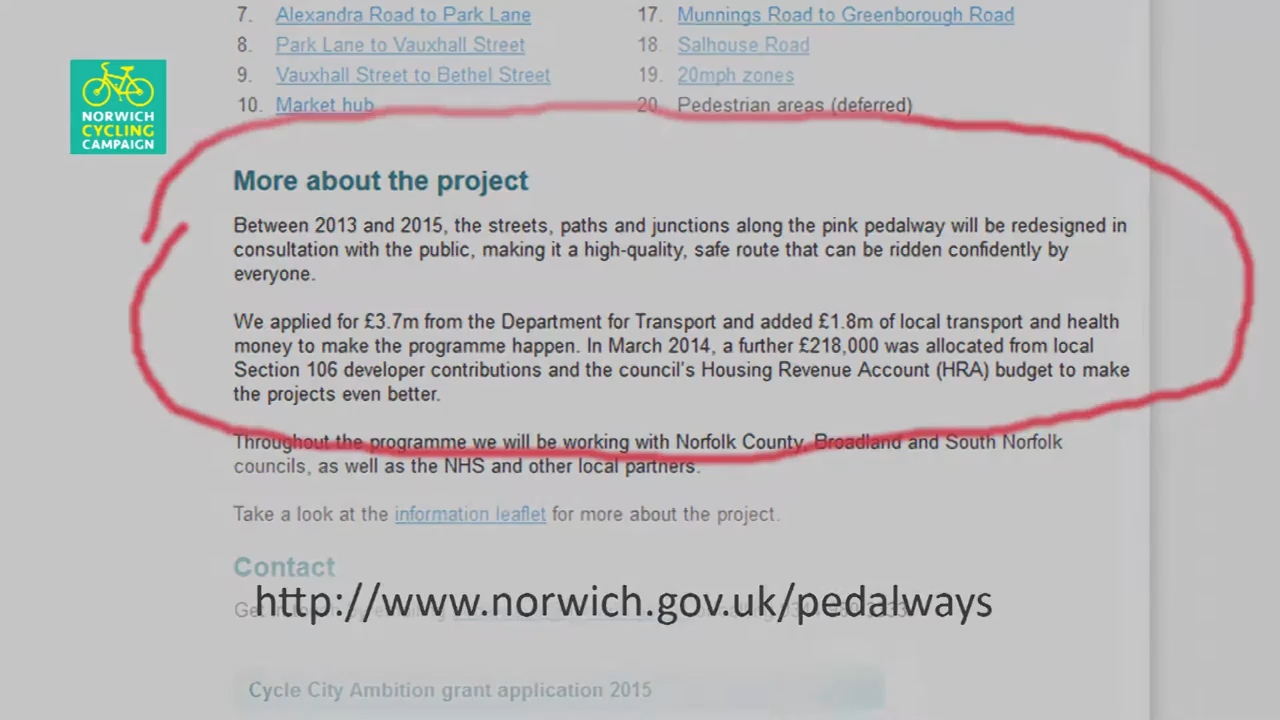 7. Alexandra Road to Park Lane
8. Park Lane to Vauxhall Street
9. Vauxhall Street to Bethel Street
10. Market hub
17. Munnings Road to Greenborough Road
18. Salhouse Road
19. 20mph zones
20. Pedestrian areas (deferred)
NORWICH
CYCLING
CAMPAIGN
More about the project
Between 2013 and 2015, the streets, paths and junctions along the pink pedalway will be redesigned in
consultation with the public, making it a high-quality, safe route that can be ridden confidently by
everyone.
We applied for £3.7m from the Department for Transport and added £1.8m of local transport and health
money to make the programme happen. In March 2014, a further £218,000 was allocated from local
Section 106 developer contributions and the council's Housing Revenue Account (HRA) budget to make
the projects even better.
Throughout the programme we will be working with Norfolk County, Broadland and South Norfolk
councils, as well as the NHS and other local partners.
Take a look at the information leaflet for more about the project.
Contact
http://www.norwich.gov.uk/pedalways
Cycle City Ambition grant application 2015